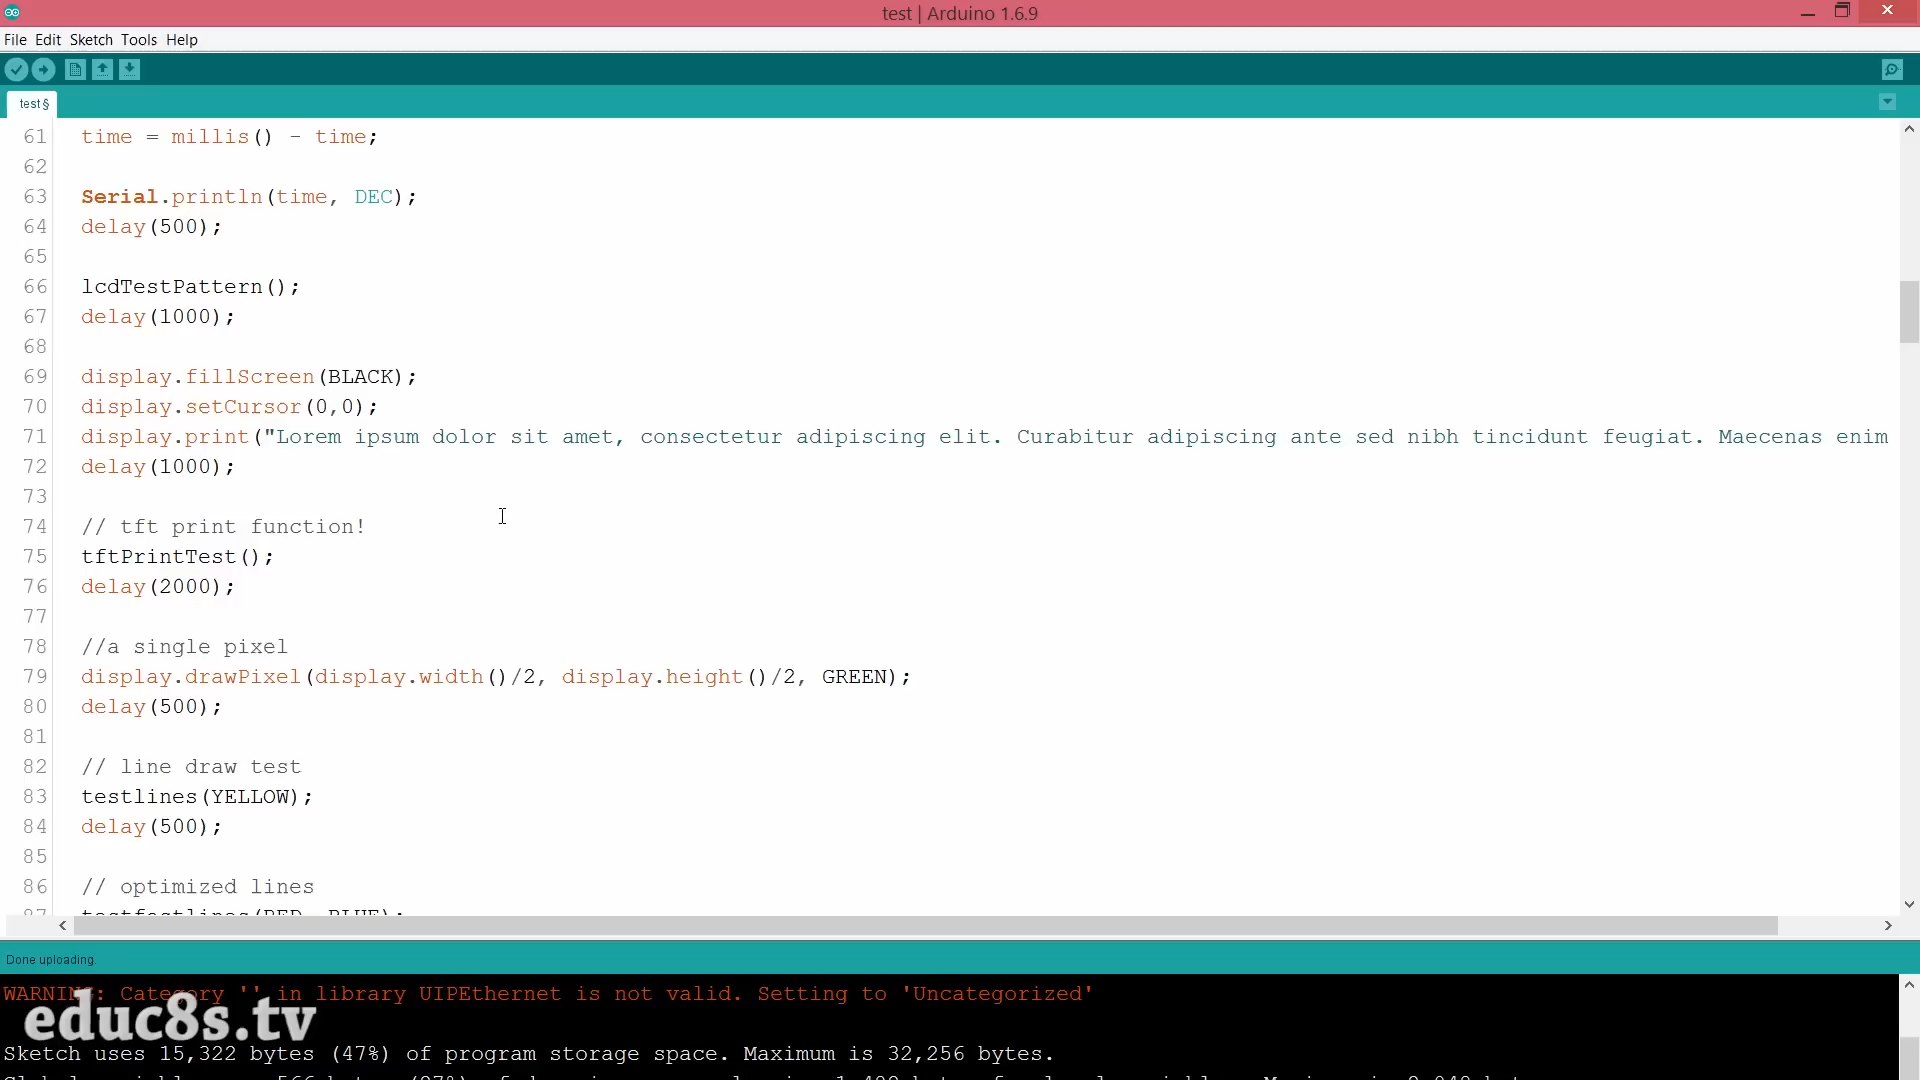 test | Arduino 1.6.9
File Edit Sketch Tools Help
test §
61 time = millis() - time;
62
63 Serial.println(time, DEC);
64 delay(500);
65
66 lcdTestPattern();
67 delay(1000);
68
69 display.fillScreen(BLACK);
70 display.setCursor(0,0);
71 display.print("Lorem ipsum dolor sit amet, consectetur adipiscing elit. Curabitur adipiscing ante sed nibh tincidunt feugiat. Maecenas enim
72 delay(1000);
73
74 // tft print function!
75 tftPrintTest();
76 delay(2000);
77
78 //a single pixel
79 display.drawPixel(display.width()/2, display.height()/2, GREEN);
80 delay(500);
81
82 // line draw test
83 testlines(YELLOW);
84 delay(500);
85
86 // optimized lines
87 testfastlines(RED, BLUE);
Done uploading.
WARNING: Category '' in library UIPEthernet is not valid. Setting to 'Uncategorized'
educ8s.tv
Sketch uses 15,322 bytes (47%) of program storage space. Maximum is 32,256 bytes.